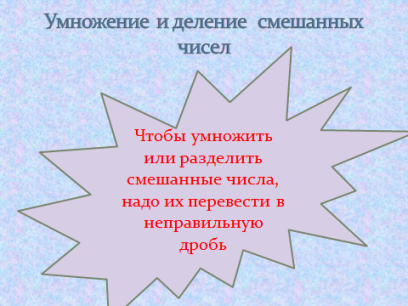 Умножение и деление смешанных
чисел
Чтобы умножить
или разделить
смешанные числа,
надо их перевести в
неправильную
дробь